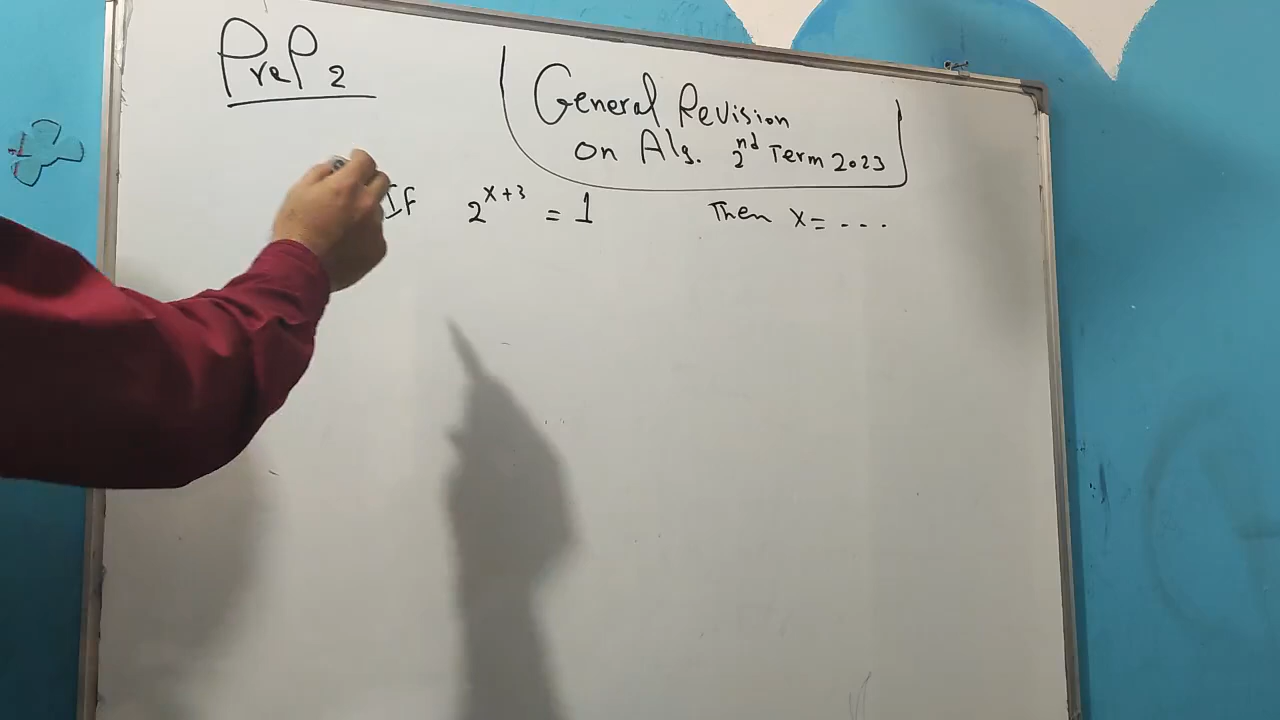 PreP 2
General Revision
on Alg. 2nd Term 2023
If 2^{x+3} = 1 Then x = - - - .